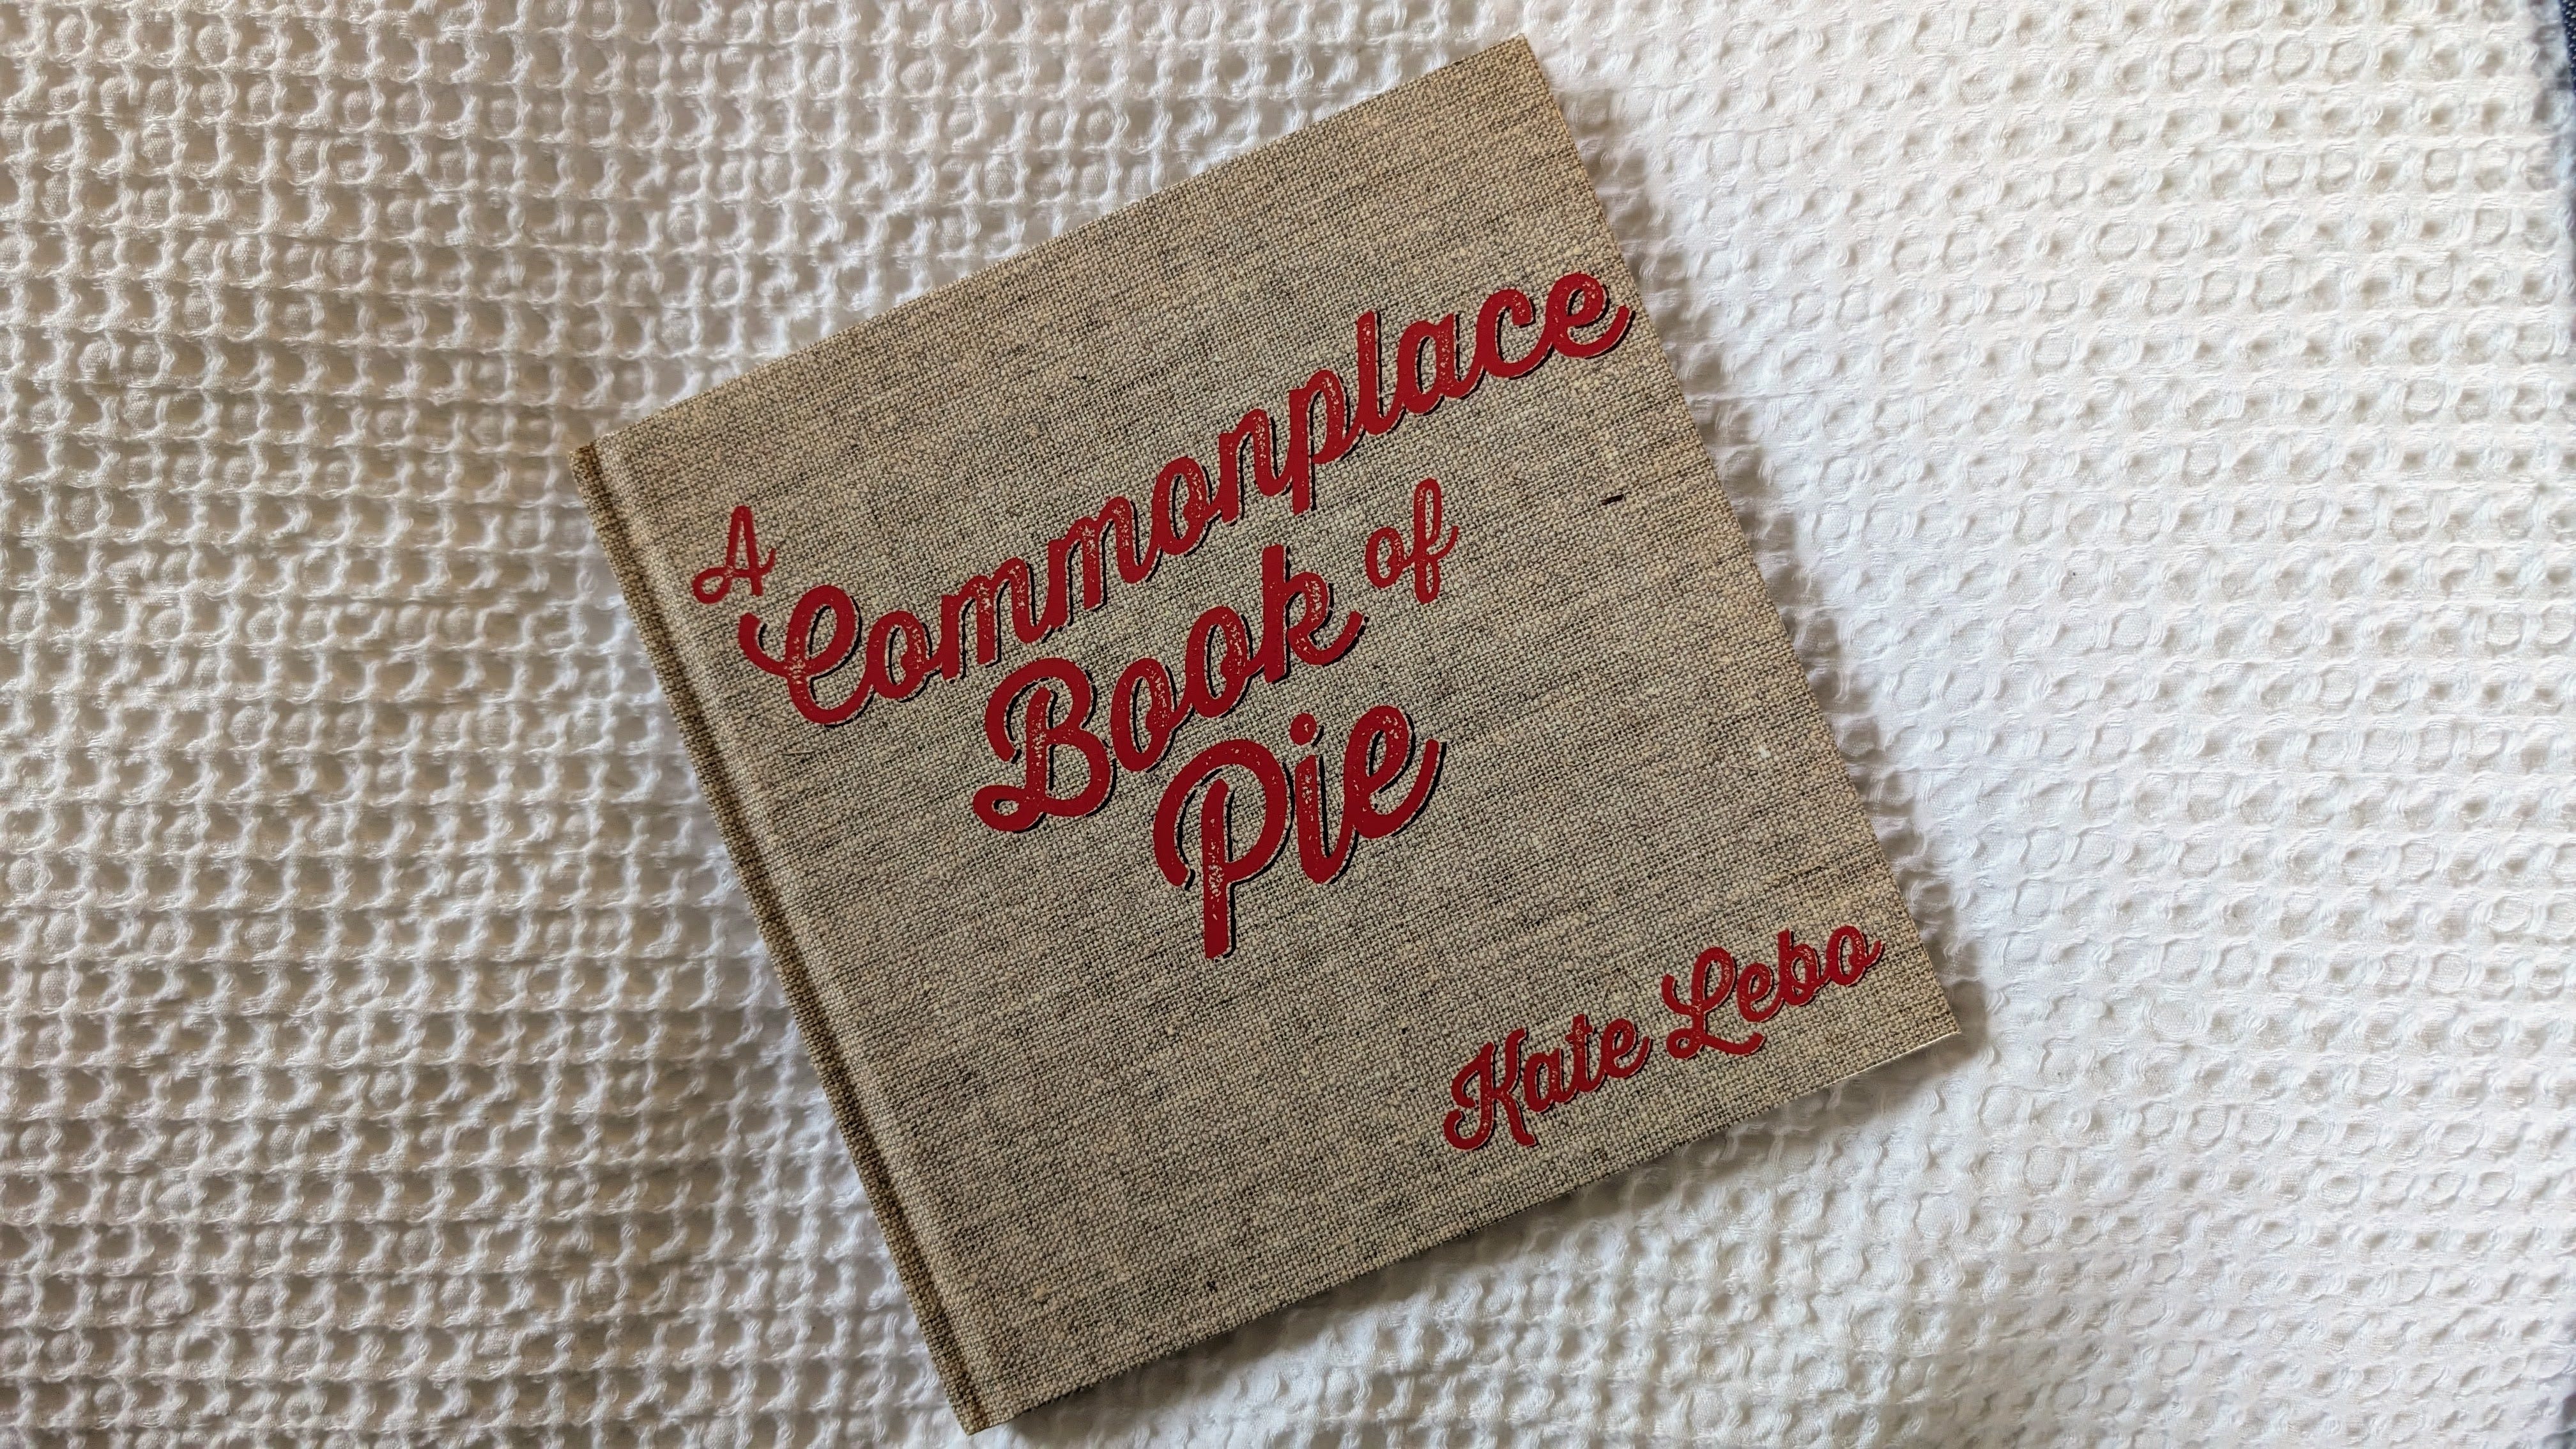 A
Commonplace
Book of
Pie
Kate Lebo